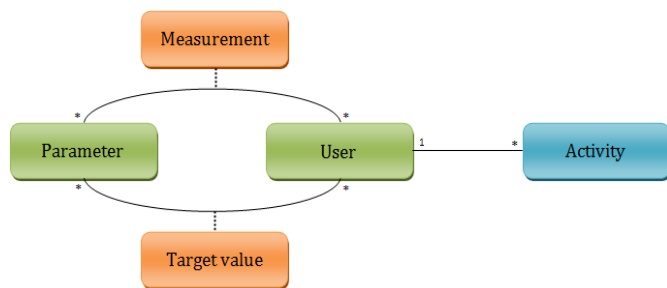 Measurement
* *
Parameter User 1 * Activity
* *
Target value